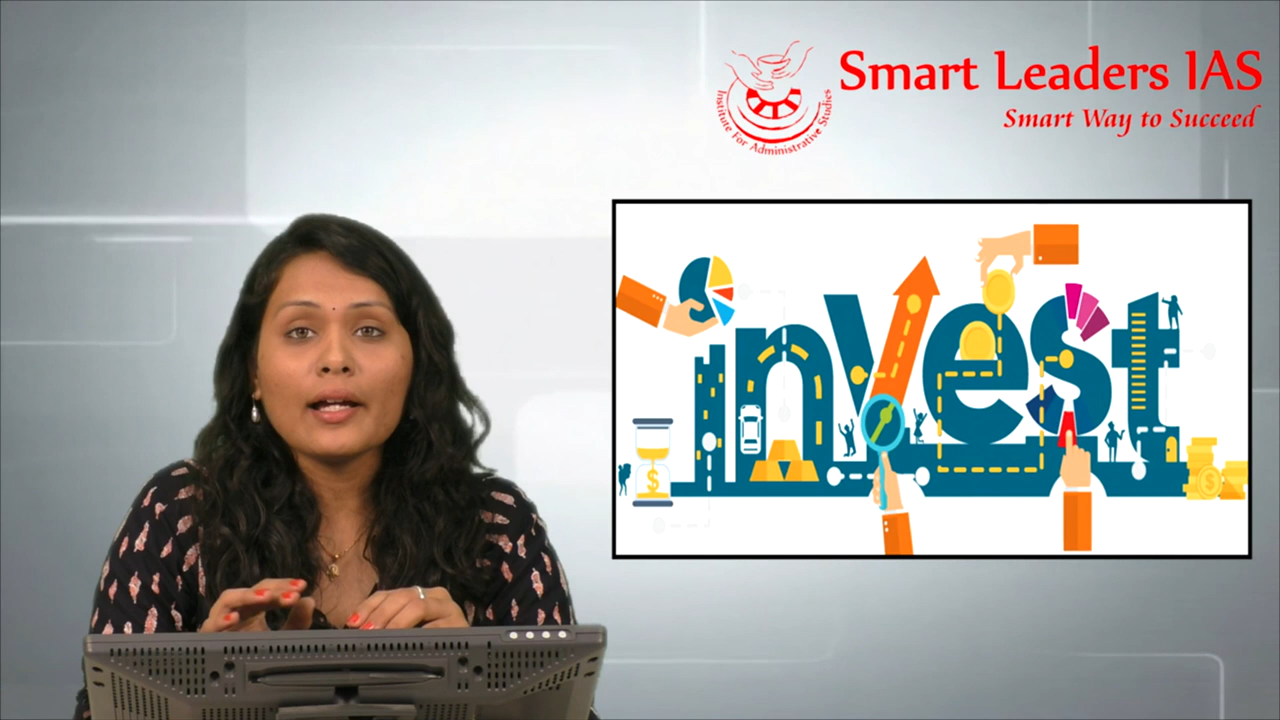 Smart Leaders IAS
Smart Way to Succeed
Institute For Administrative Studies
invest
$
$